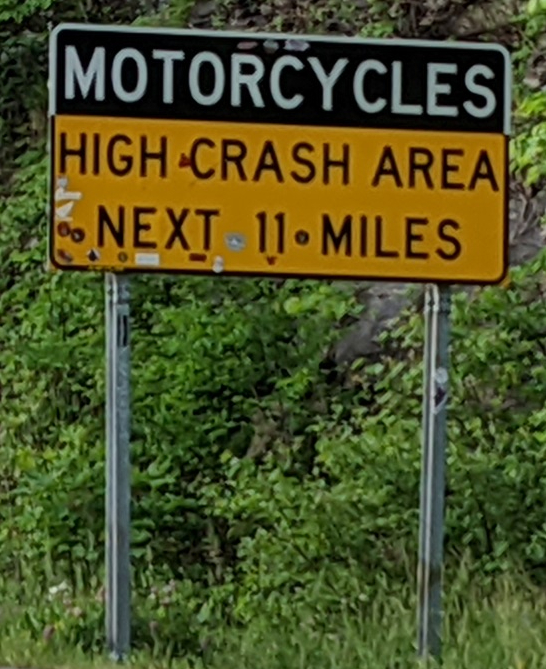 MOTORCYCLES
HIGH CRASH AREA
NEXT 11 MILES